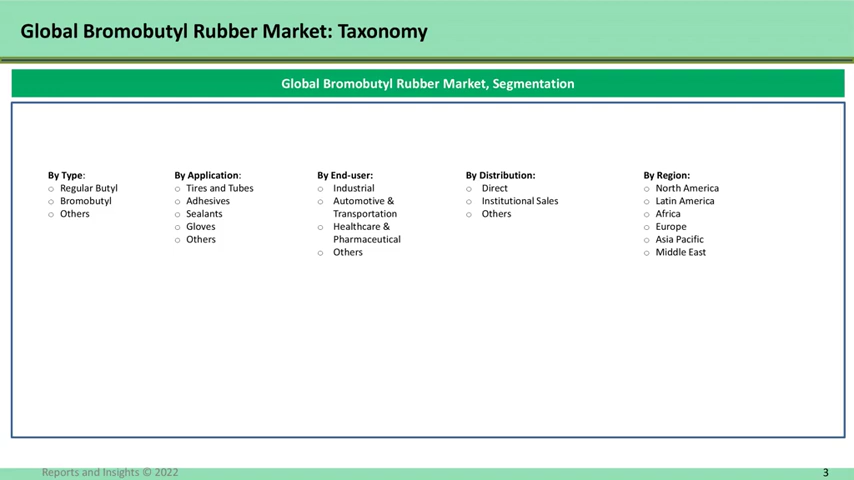 Global Bromobutyl Rubber Market: Taxonomy
Global Bromobutyl Rubber Market, Segmentation
By Type:
o Regular Butyl
o Bromobutyl
o Others
By Application:
o Tires and Tubes
o Adhesives
o Sealants
o Gloves
o Others
By End-user:
o Industrial
o Automotive &
Transportation
o Healthcare &
Pharmaceutical
o Others
By Distribution:
o Direct
o Institutional Sales
o Others
By Region:
o North America
o Latin America
o Africa
o Europe
o Asia Pacific
o Middle East
Reports and Insights © 2022
3